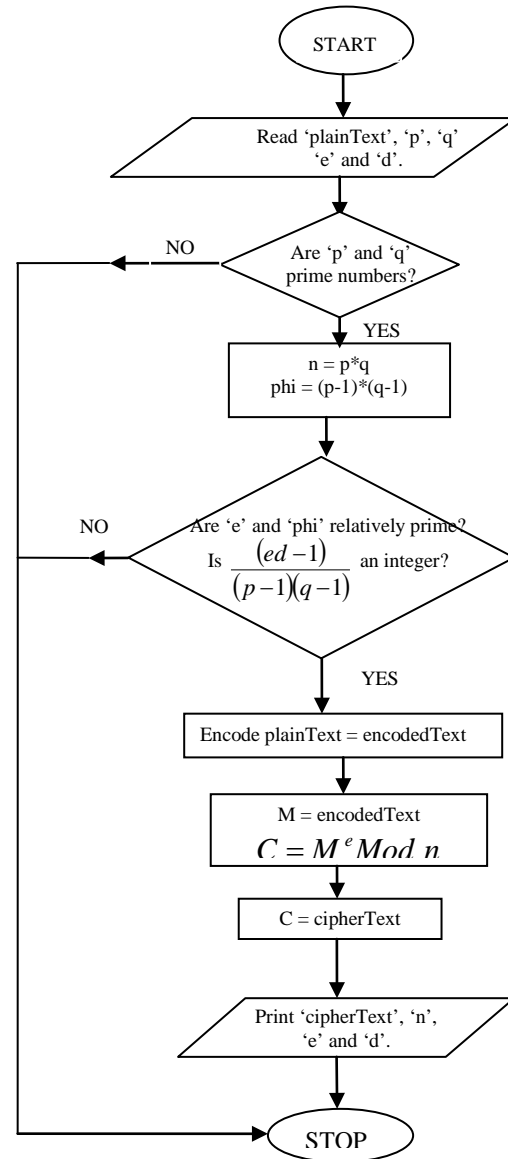 START
Read ‘plainText’, ‘p’, ‘q’
‘e’ and ‘d’.
NO
Are ‘p’ and ‘q’
prime numbers?
YES
n = p*q
phi = (p-1)*(q-1)
NO
Are ‘e’ and ‘phi’ relatively prime?
Is (ed − 1) / (p − 1)(q − 1) an integer?
YES
Encode plainText = encodedText
M = encodedText
C = M^e Mod n
C = cipherText
Print ‘cipherText’, ‘n’,
‘e’ and ‘d’.
STOP